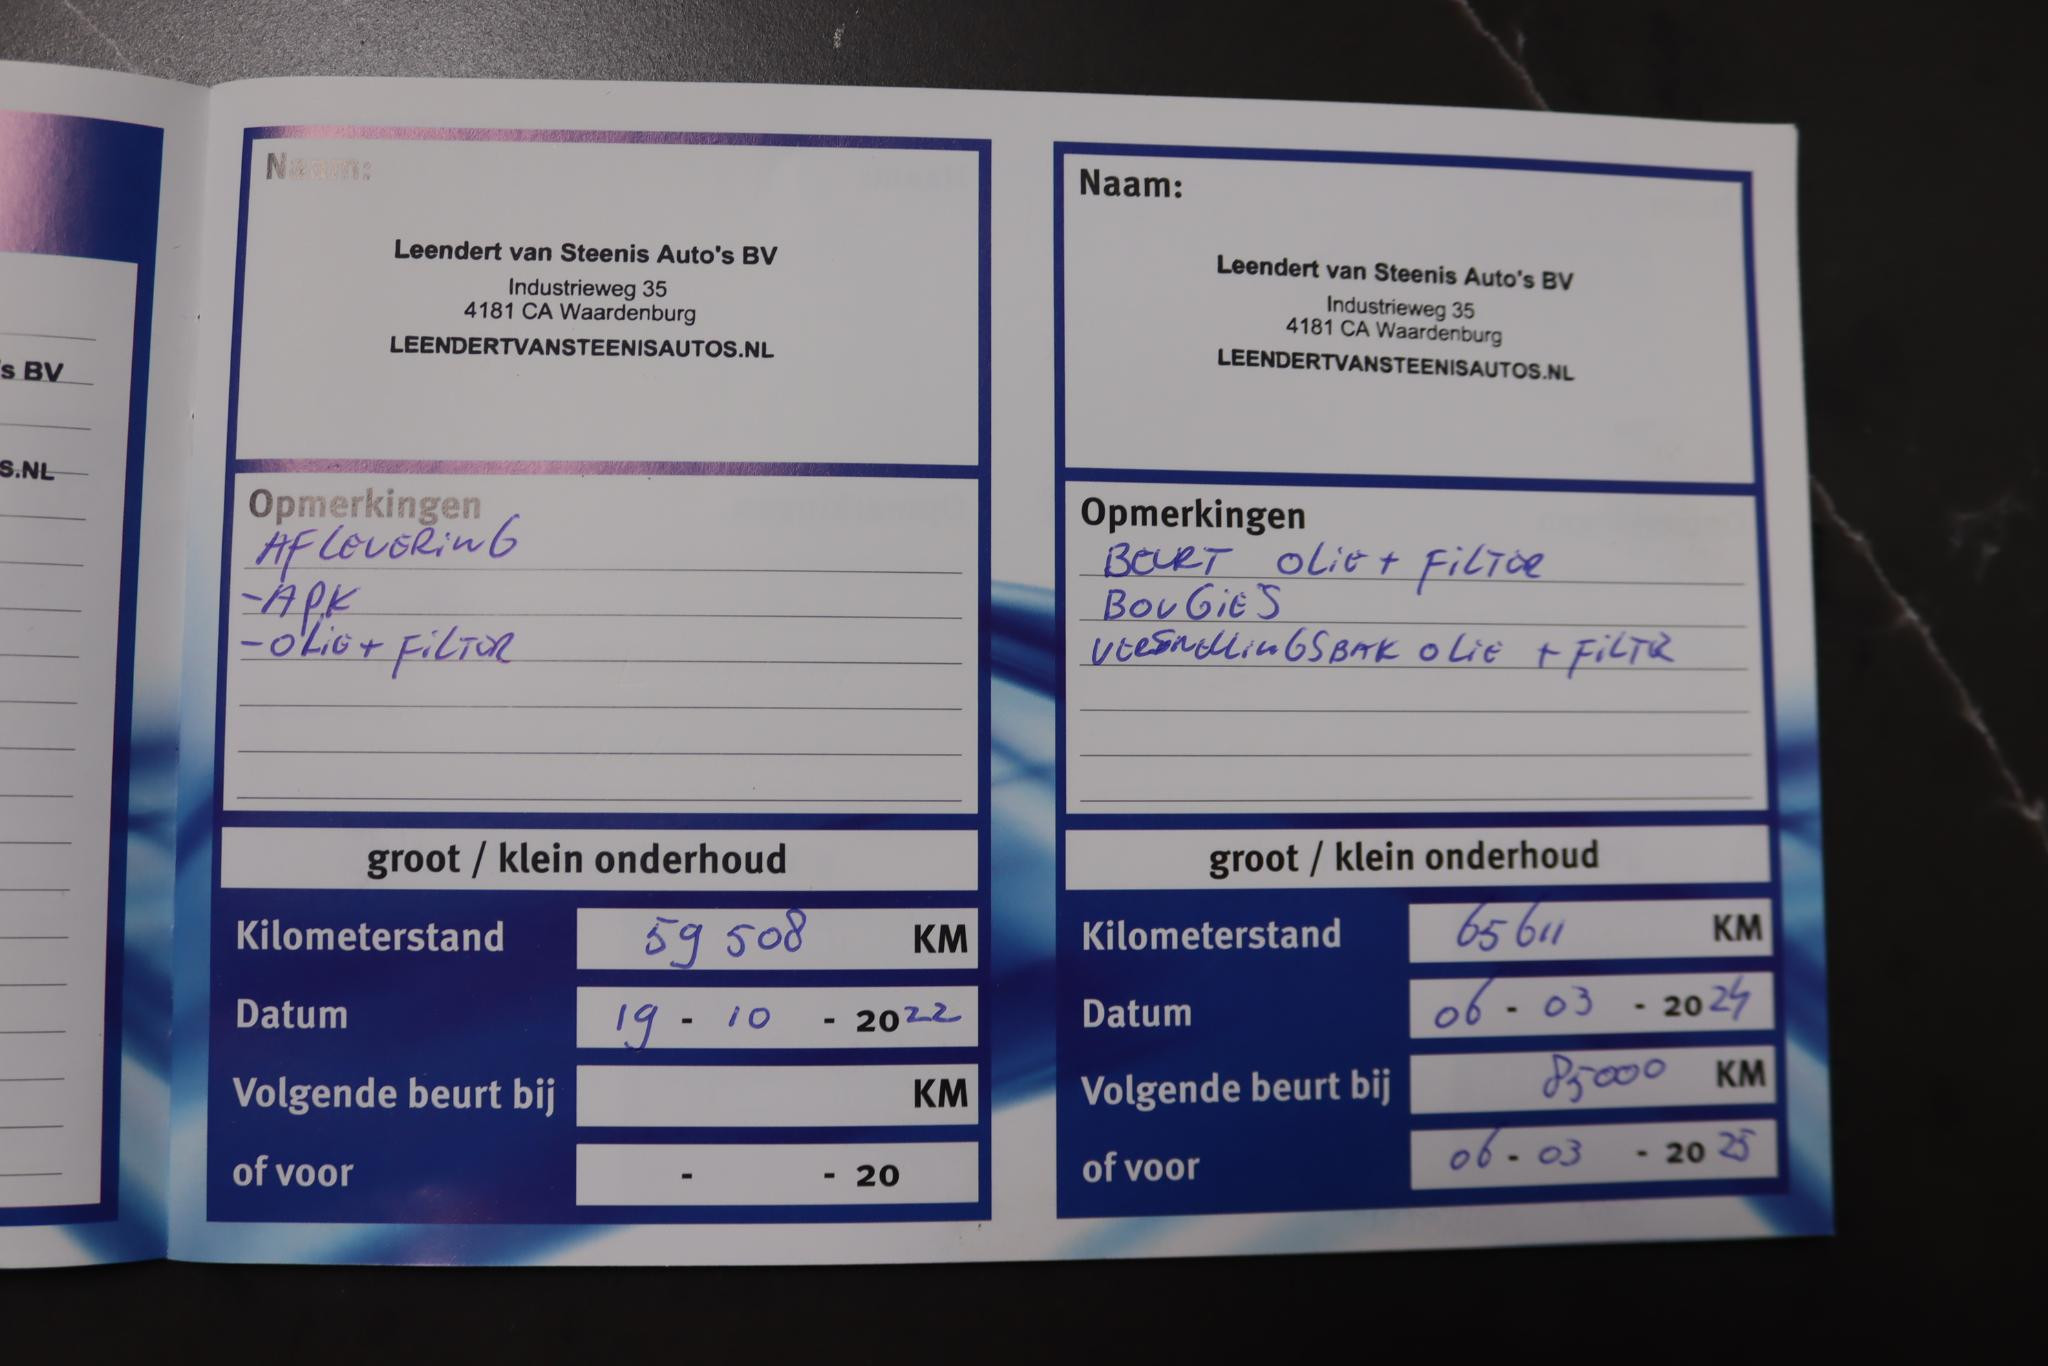 's BV
S.NL
Naam:
Leendert van Steenis Auto's BV
Industrieweg 35
4181 CA Waardenburg
LEENDERTVANSTEENISAUTOS.NL
Opmerkingen
AFLEVERING
- APK
- OLIE + FILTER
groot / klein onderhoud
Kilometerstand 59 508 KM
Datum 19 - 10 - 2022
Volgende beurt bij KM
of voor - - 20
Naam:
Leendert van Steenis Auto's BV
Industrieweg 35
4181 CA Waardenburg
LEENDERTVANSTEENISAUTOS.NL
Opmerkingen
BEURT OLIE + FILTER
BOUGIES
VERSNELLINGSBAK OLIE + FILTR
groot / klein onderhoud
Kilometerstand 65611 KM
Datum 06 - 03 - 2024
Volgende beurt bij 85000 KM
of voor 06 - 03 - 2025